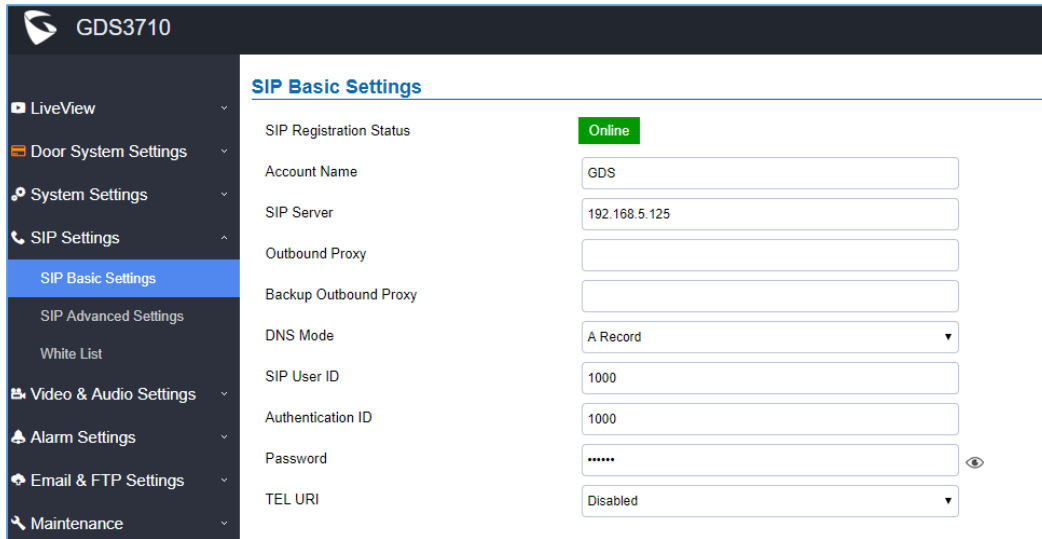 GDS3710
LiveView
Door System Settings
System Settings
SIP Settings
SIP Basic Settings
SIP Advanced Settings
White List
Video & Audio Settings
Alarm Settings
Email & FTP Settings
Maintenance
SIP Basic Settings
SIP Registration Status Online
Account Name GDS
SIP Server 192.168.5.125
Outbound Proxy
Backup Outbound Proxy
DNS Mode A Record
SIP User ID 1000
Authentication ID 1000
Password ••••••
TEL URI Disabled